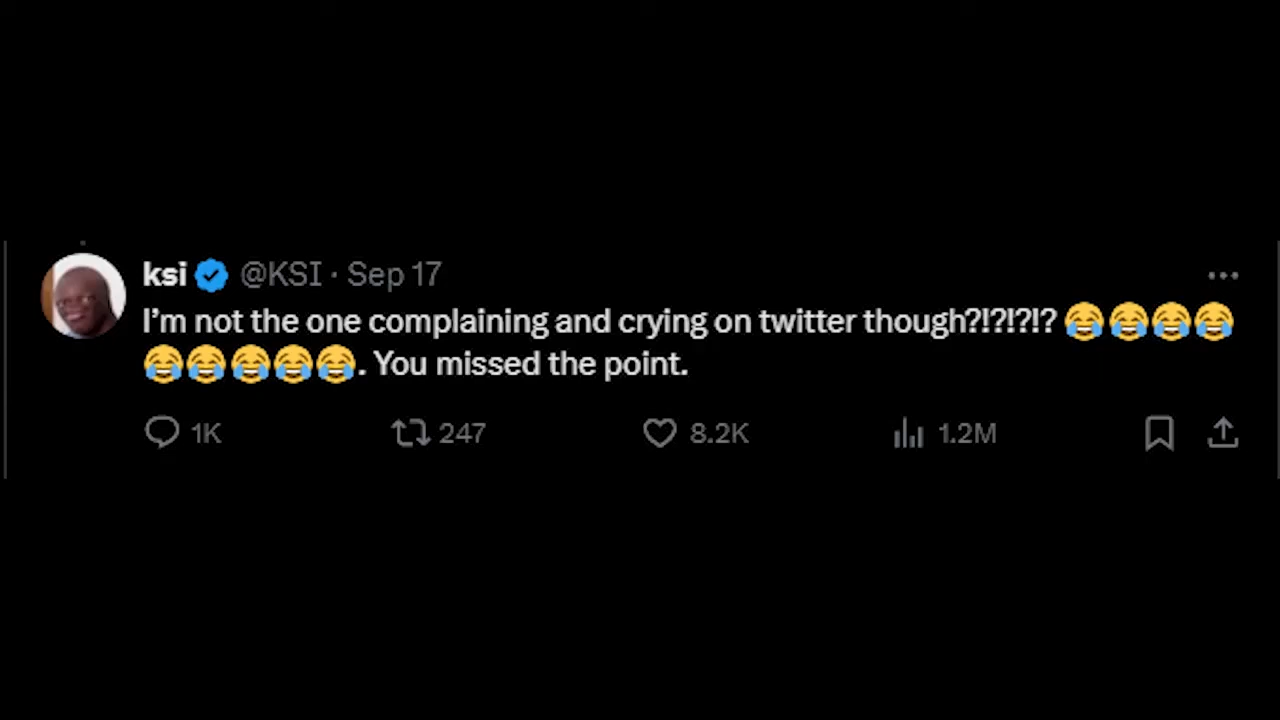 ksi @KSI · Sep 17
I'm not the one complaining and crying on twitter though?!?!?!? 😂😂😂😂
😂😂😂😂😂. You missed the point.
1K 247 8.2K 1.2M